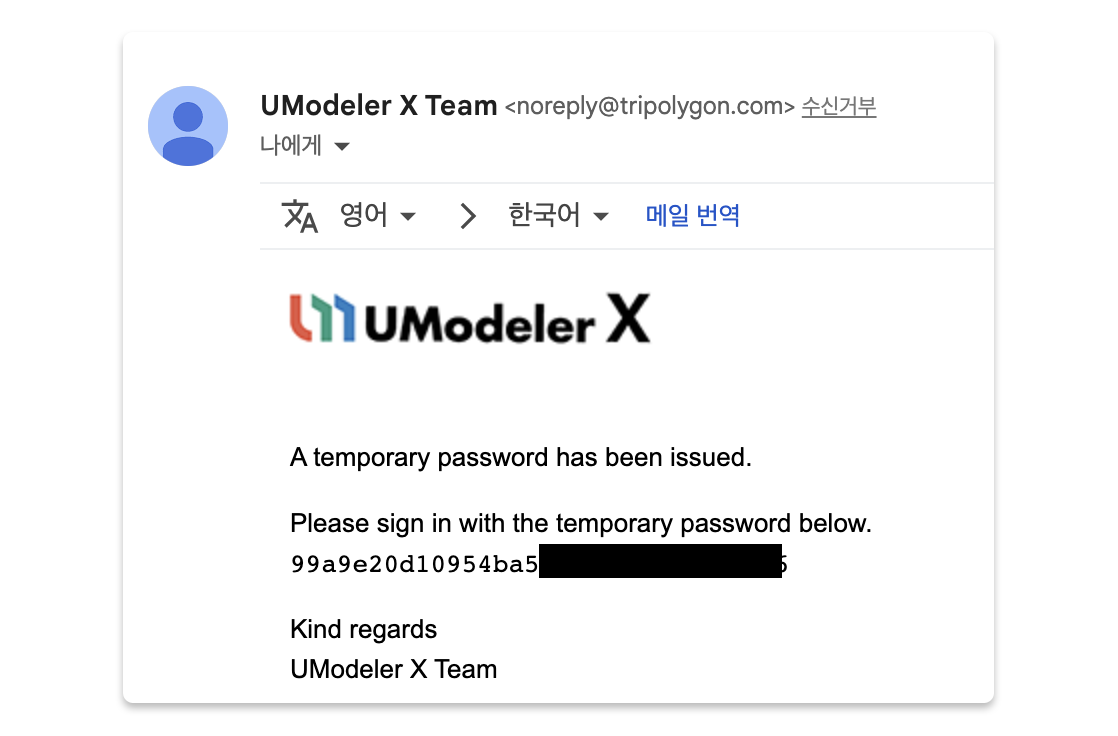 UModeler X Team <noreply@tripolygon.com> 수신거부
나에게
영어 > 한국어 메일 번역
UModeler X
A temporary password has been issued.
Please sign in with the temporary password below.
99a9e20d10954ba5
Kind regards
UModeler X Team